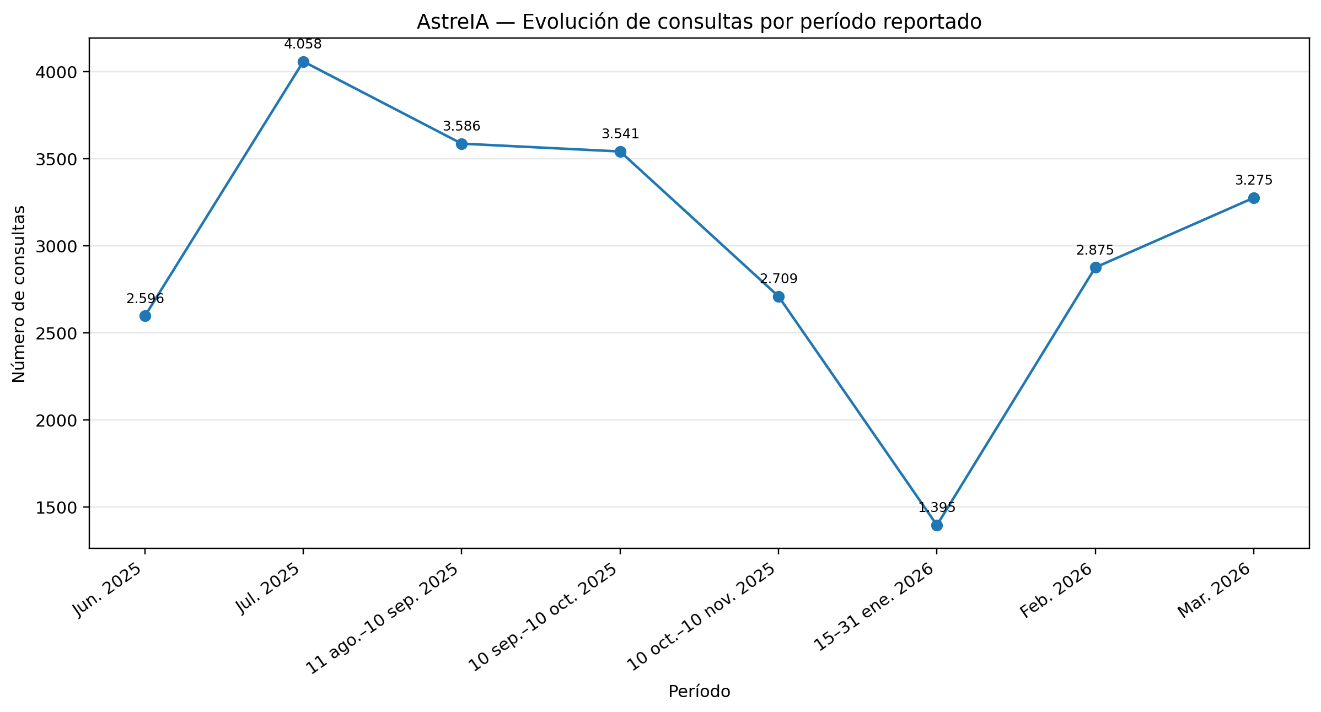 AstreIA — Evolución de consultas por período reportado
Número de consultas
4000
3500
3000
2500
2000
1500
2.596
4.058
3.586
3.541
2.709
1.395
2.875
3.275
Jun. 2025
Jul. 2025
11 ago.–10 sep. 2025
10 sep.–10 oct. 2025
10 oct.–10 nov. 2025
15–31 ene. 2026
Feb. 2026
Mar. 2026
Período